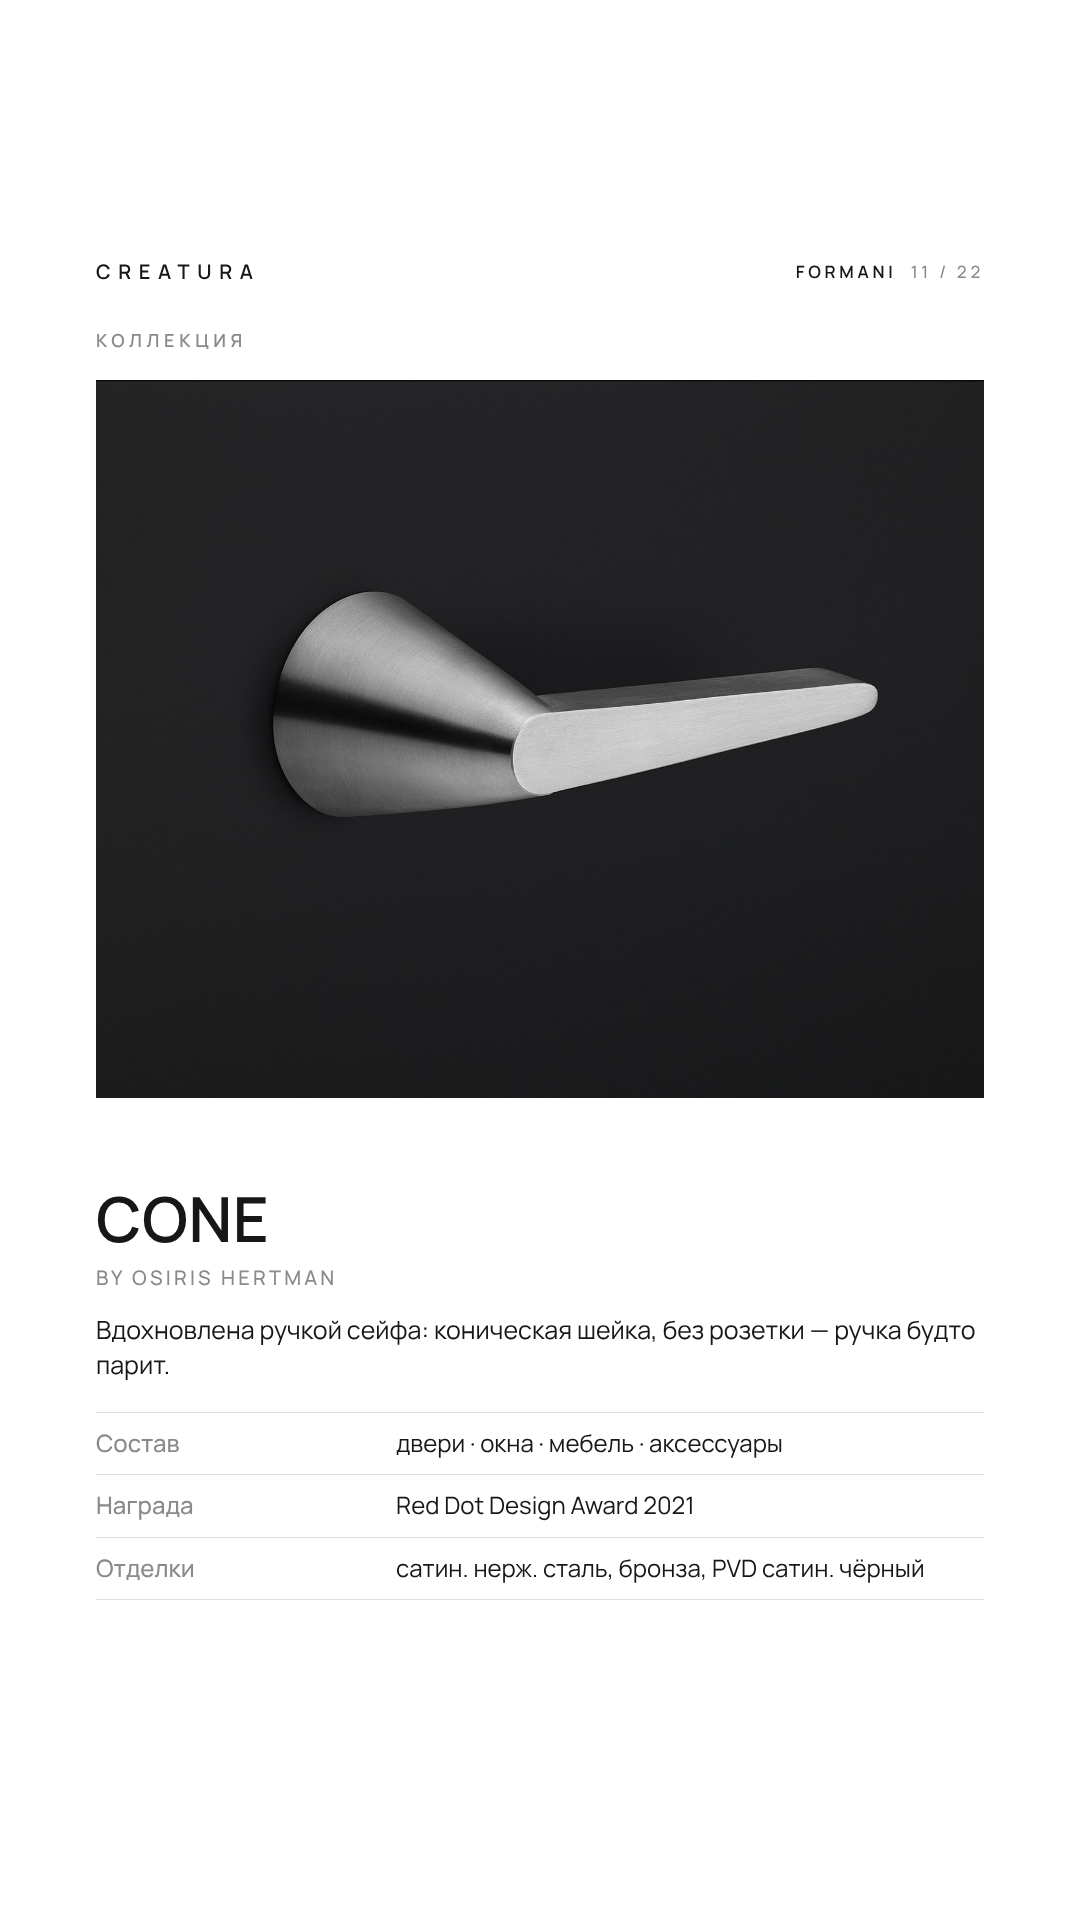 CREATURA
FORMANI 11 / 22
КОЛЛЕКЦИЯ
CONE
BY OSIRIS HERTMAN
Вдохновлена ручкой сейфа: коническая шейка, без розетки — ручка будто
парит.
Состав двери · окна · мебель · аксессуары
Награда Red Dot Design Award 2021
Отделки сатин. нерж. сталь, бронза, PVD сатин. чёрный